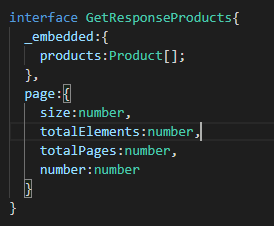 interface GetResponseProducts{
  _embedded:{
    products:Product[];
  },
  page:{
    size:number,
    totalElements:number,
    totalPages:number,
    number:number
  }
}